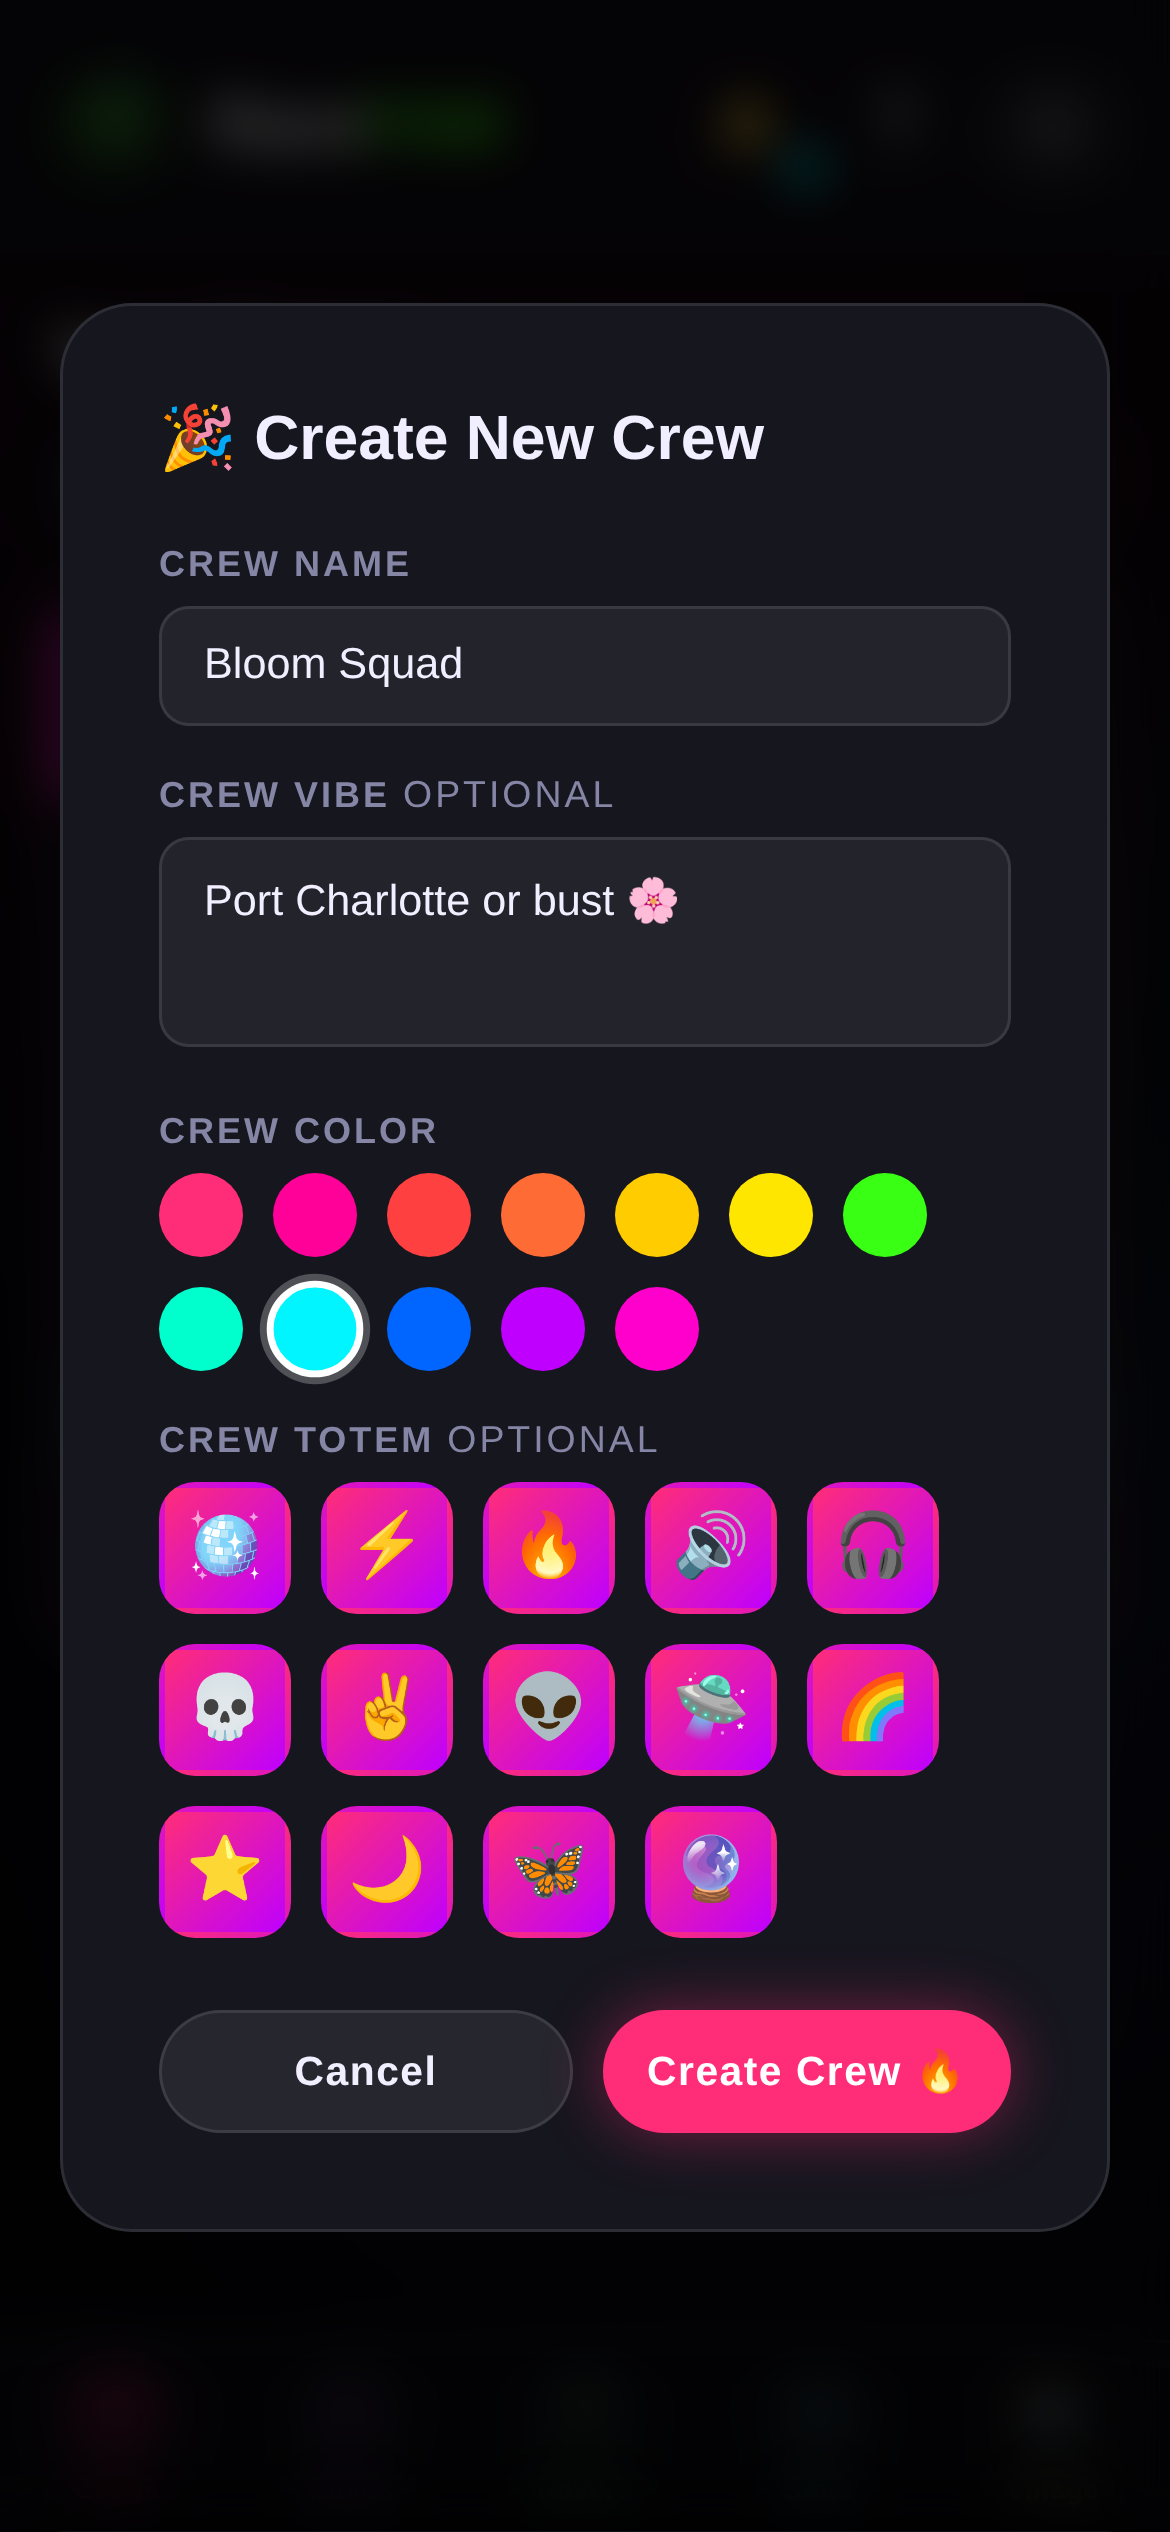 🎉 Create New Crew
CREW NAME
Bloom Squad
CREW VIBE OPTIONAL
Port Charlotte or bust 🌸
CREW COLOR
CREW TOTEM OPTIONAL
Cancel
Create Crew 🔥